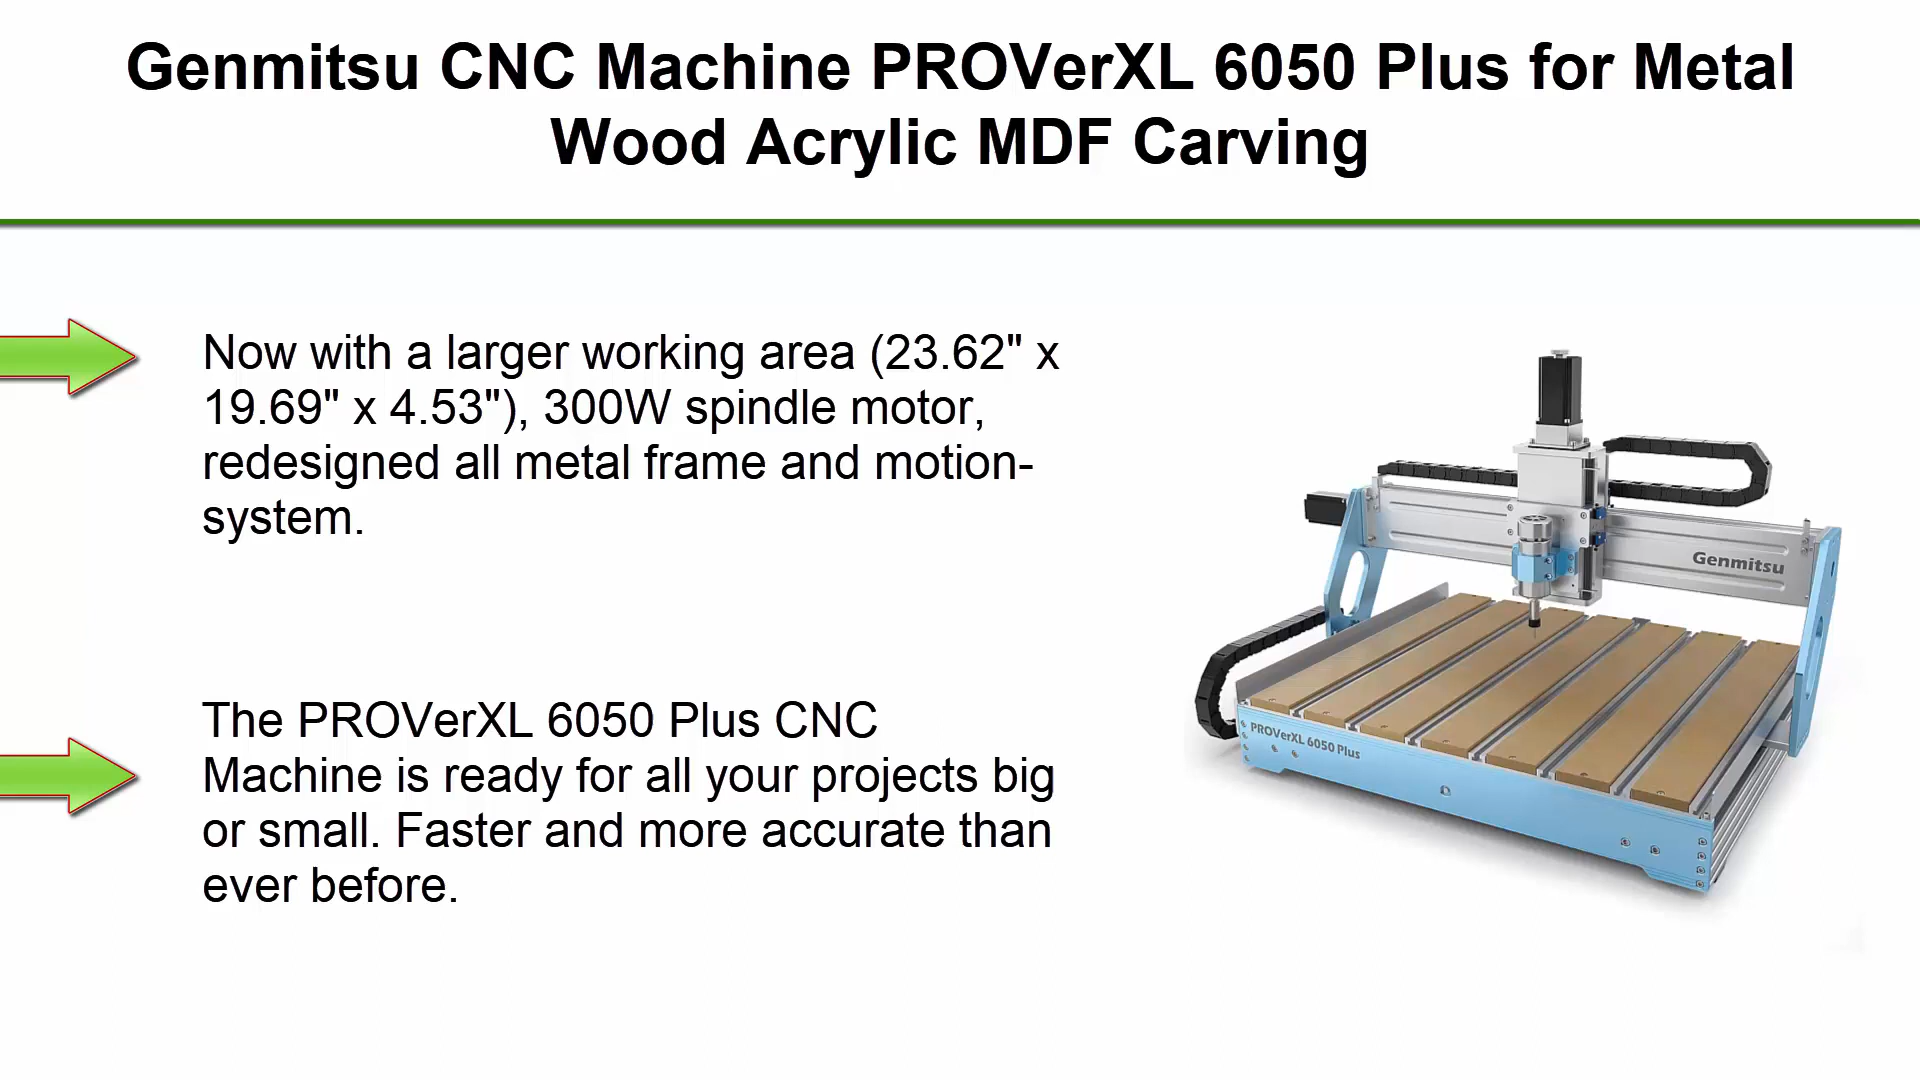 Genmitsu CNC Machine PROVerXL 6050 Plus for Metal
Wood Acrylic MDF Carving
Now with a larger working area (23.62" x
19.69" x 4.53"), 300W spindle motor,
redesigned all metal frame and motion-
system.
The PROVerXL 6050 Plus CNC
Machine is ready for all your projects big
or small. Faster and more accurate than
ever before.
Genmitsu
PROVerXL 6050 Plus